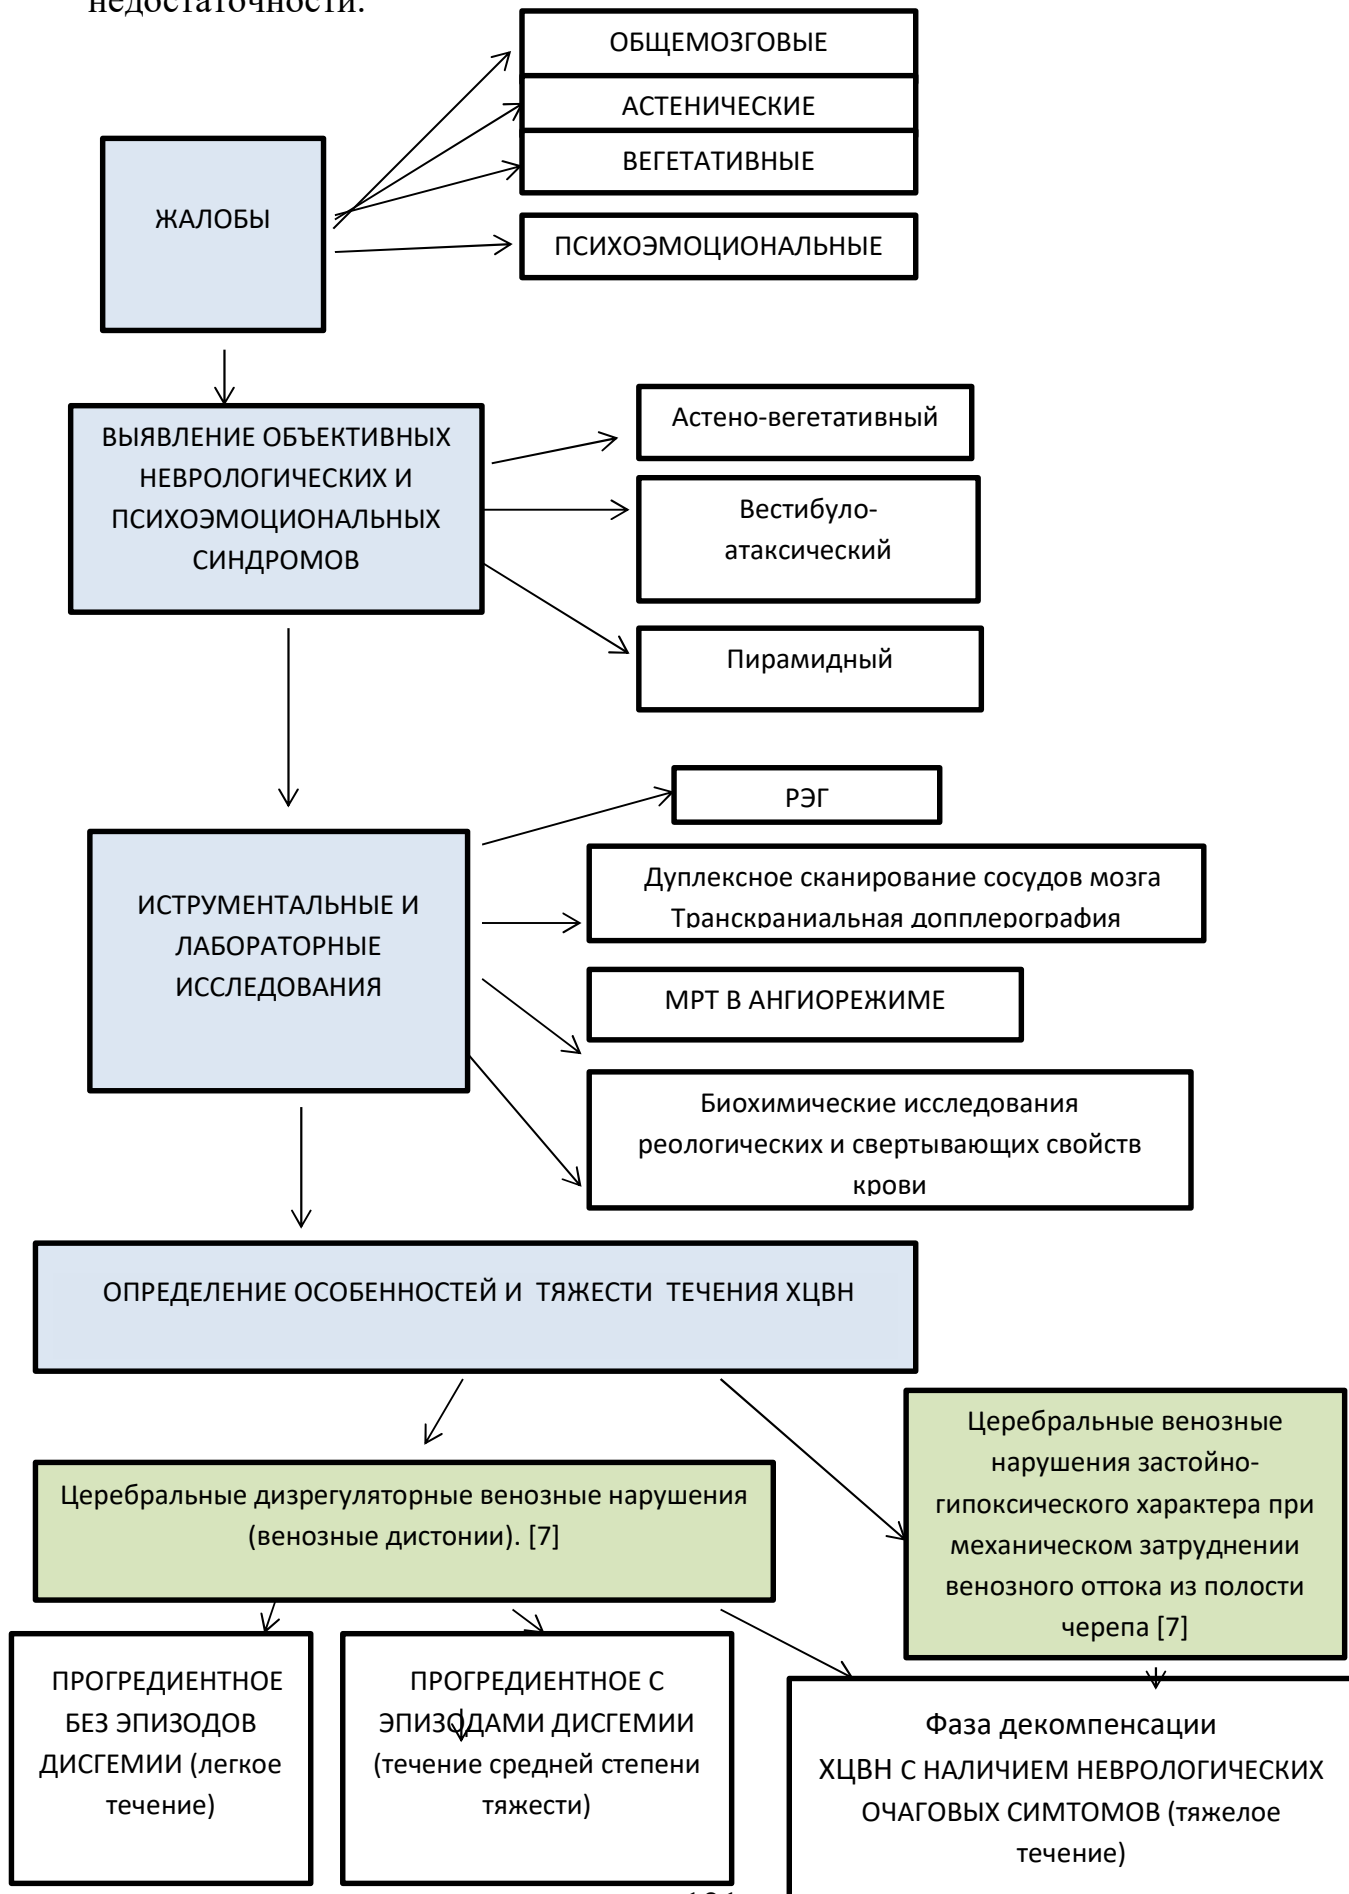 недостаточности.
ОБЩЕМОЗГОВЫЕ
АСТЕНИЧЕСКИЕ
ВЕГЕТАТИВНЫЕ
ПСИХОЭМОЦИОНАЛЬНЫЕ
ЖАЛОБЫ
ВЫЯВЛЕНИЕ ОБЪЕКТИВНЫХ
НЕВРОЛОГИЧЕСКИХ И
ПСИХОЭМОЦИОНАЛЬНЫХ
СИНДРОМОВ
Астено-вегетативный
Вестибуло-
атаксический
Пирамидный
ИСТРУМЕНТАЛЬНЫЕ И
ЛАБОРАТОРНЫЕ
ИССЛЕДОВАНИЯ
РЭГ
Дуплексное сканирование сосудов мозга
Транскраниальная допплерография
МРТ В АНГИОРЕЖИМЕ
Биохимические исследования
реологических и свертывающих свойств
крови
ОПРЕДЕЛЕНИЕ ОСОБЕННОСТЕЙ И ТЯЖЕСТИ ТЕЧЕНИЯ ХЦВН
Церебральные дизрегуляторные венозные нарушения
(венозные дистонии). [7]
Церебральные венозные
нарушения застойно-
гипоксического характера при
механическом затруднении
венозного оттока из полости
черепа [7]
ПРОГРЕДИЕНТНОЕ
БЕЗ ЭПИЗОДОВ
ДИСГЕМИИ (легкое
течение)
ПРОГРЕДИЕНТНОЕ С
ЭПИЗОДАМИ ДИСГЕМИИ
(течение средней степени
тяжести)
Фаза декомпенсации
ХЦВН С НАЛИЧИЕМ НЕВРОЛОГИЧЕСКИХ
ОЧАГОВЫХ СИМТОМОВ (тяжелое
течение)